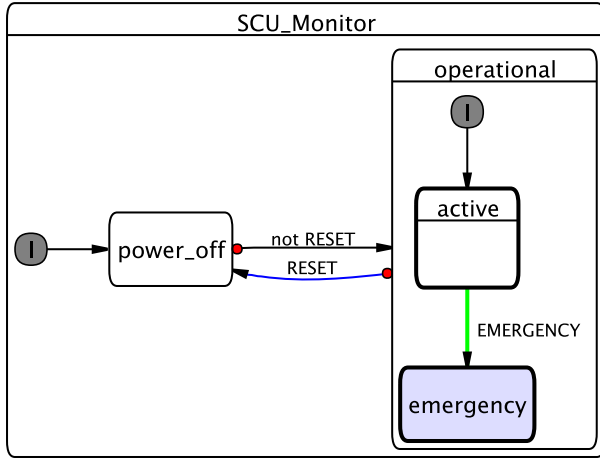 SCU_Monitor
operational
I
active
I
power_off
not RESET
RESET
EMERGENCY
emergency